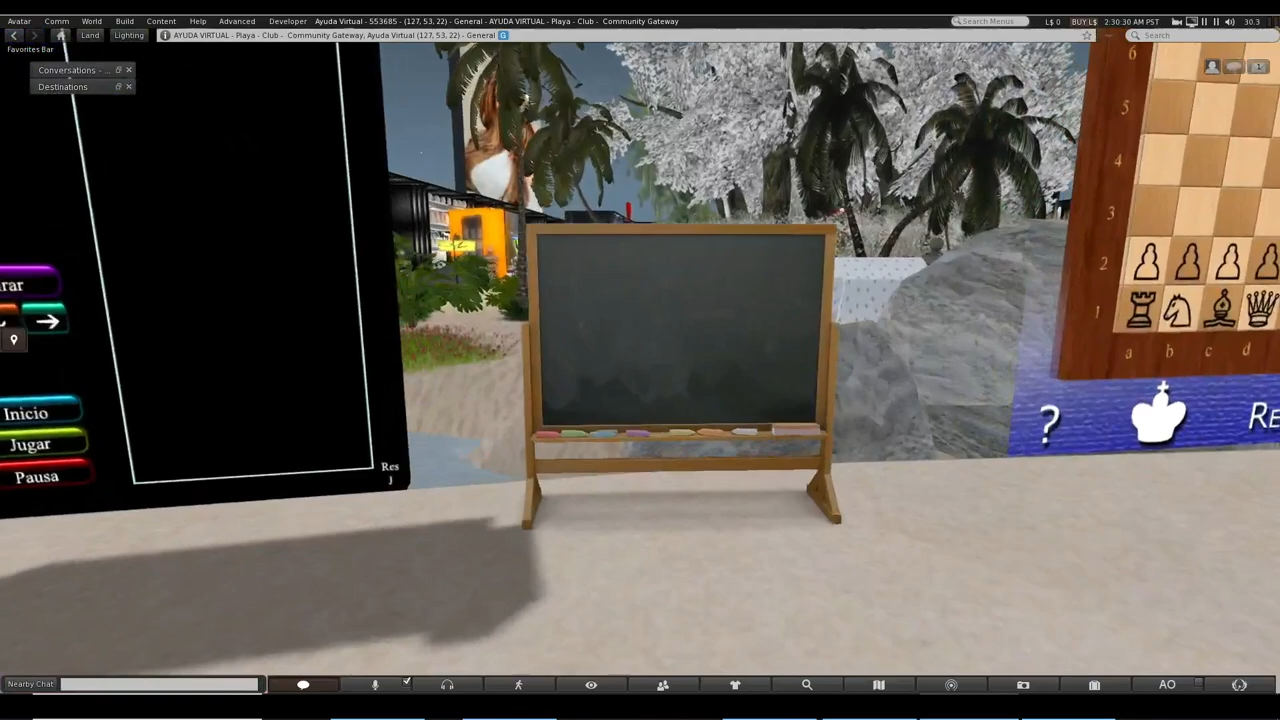 Avatar Comm World Build Content Help Advanced Developer Ayuda Virtual - 553685 - (127, 53, 22) - General - AYUDA VIRTUAL - Playa - Club - Community Gateway Search Menus L$ 0 BUY L$ 2:30:30 AM PST 30.3
Land Lighting AYUDA VIRTUAL - Playa - Club - Community Gateway, Ayuda Virtual (127, 53, 22) - General G Search
Favorites Bar
Conversations - ...
Destinations
6
5
4
3
2
1
a b c d
rar
Inicio
Jugar
Pausa
Res
J
? Re
Nearby Chat AO